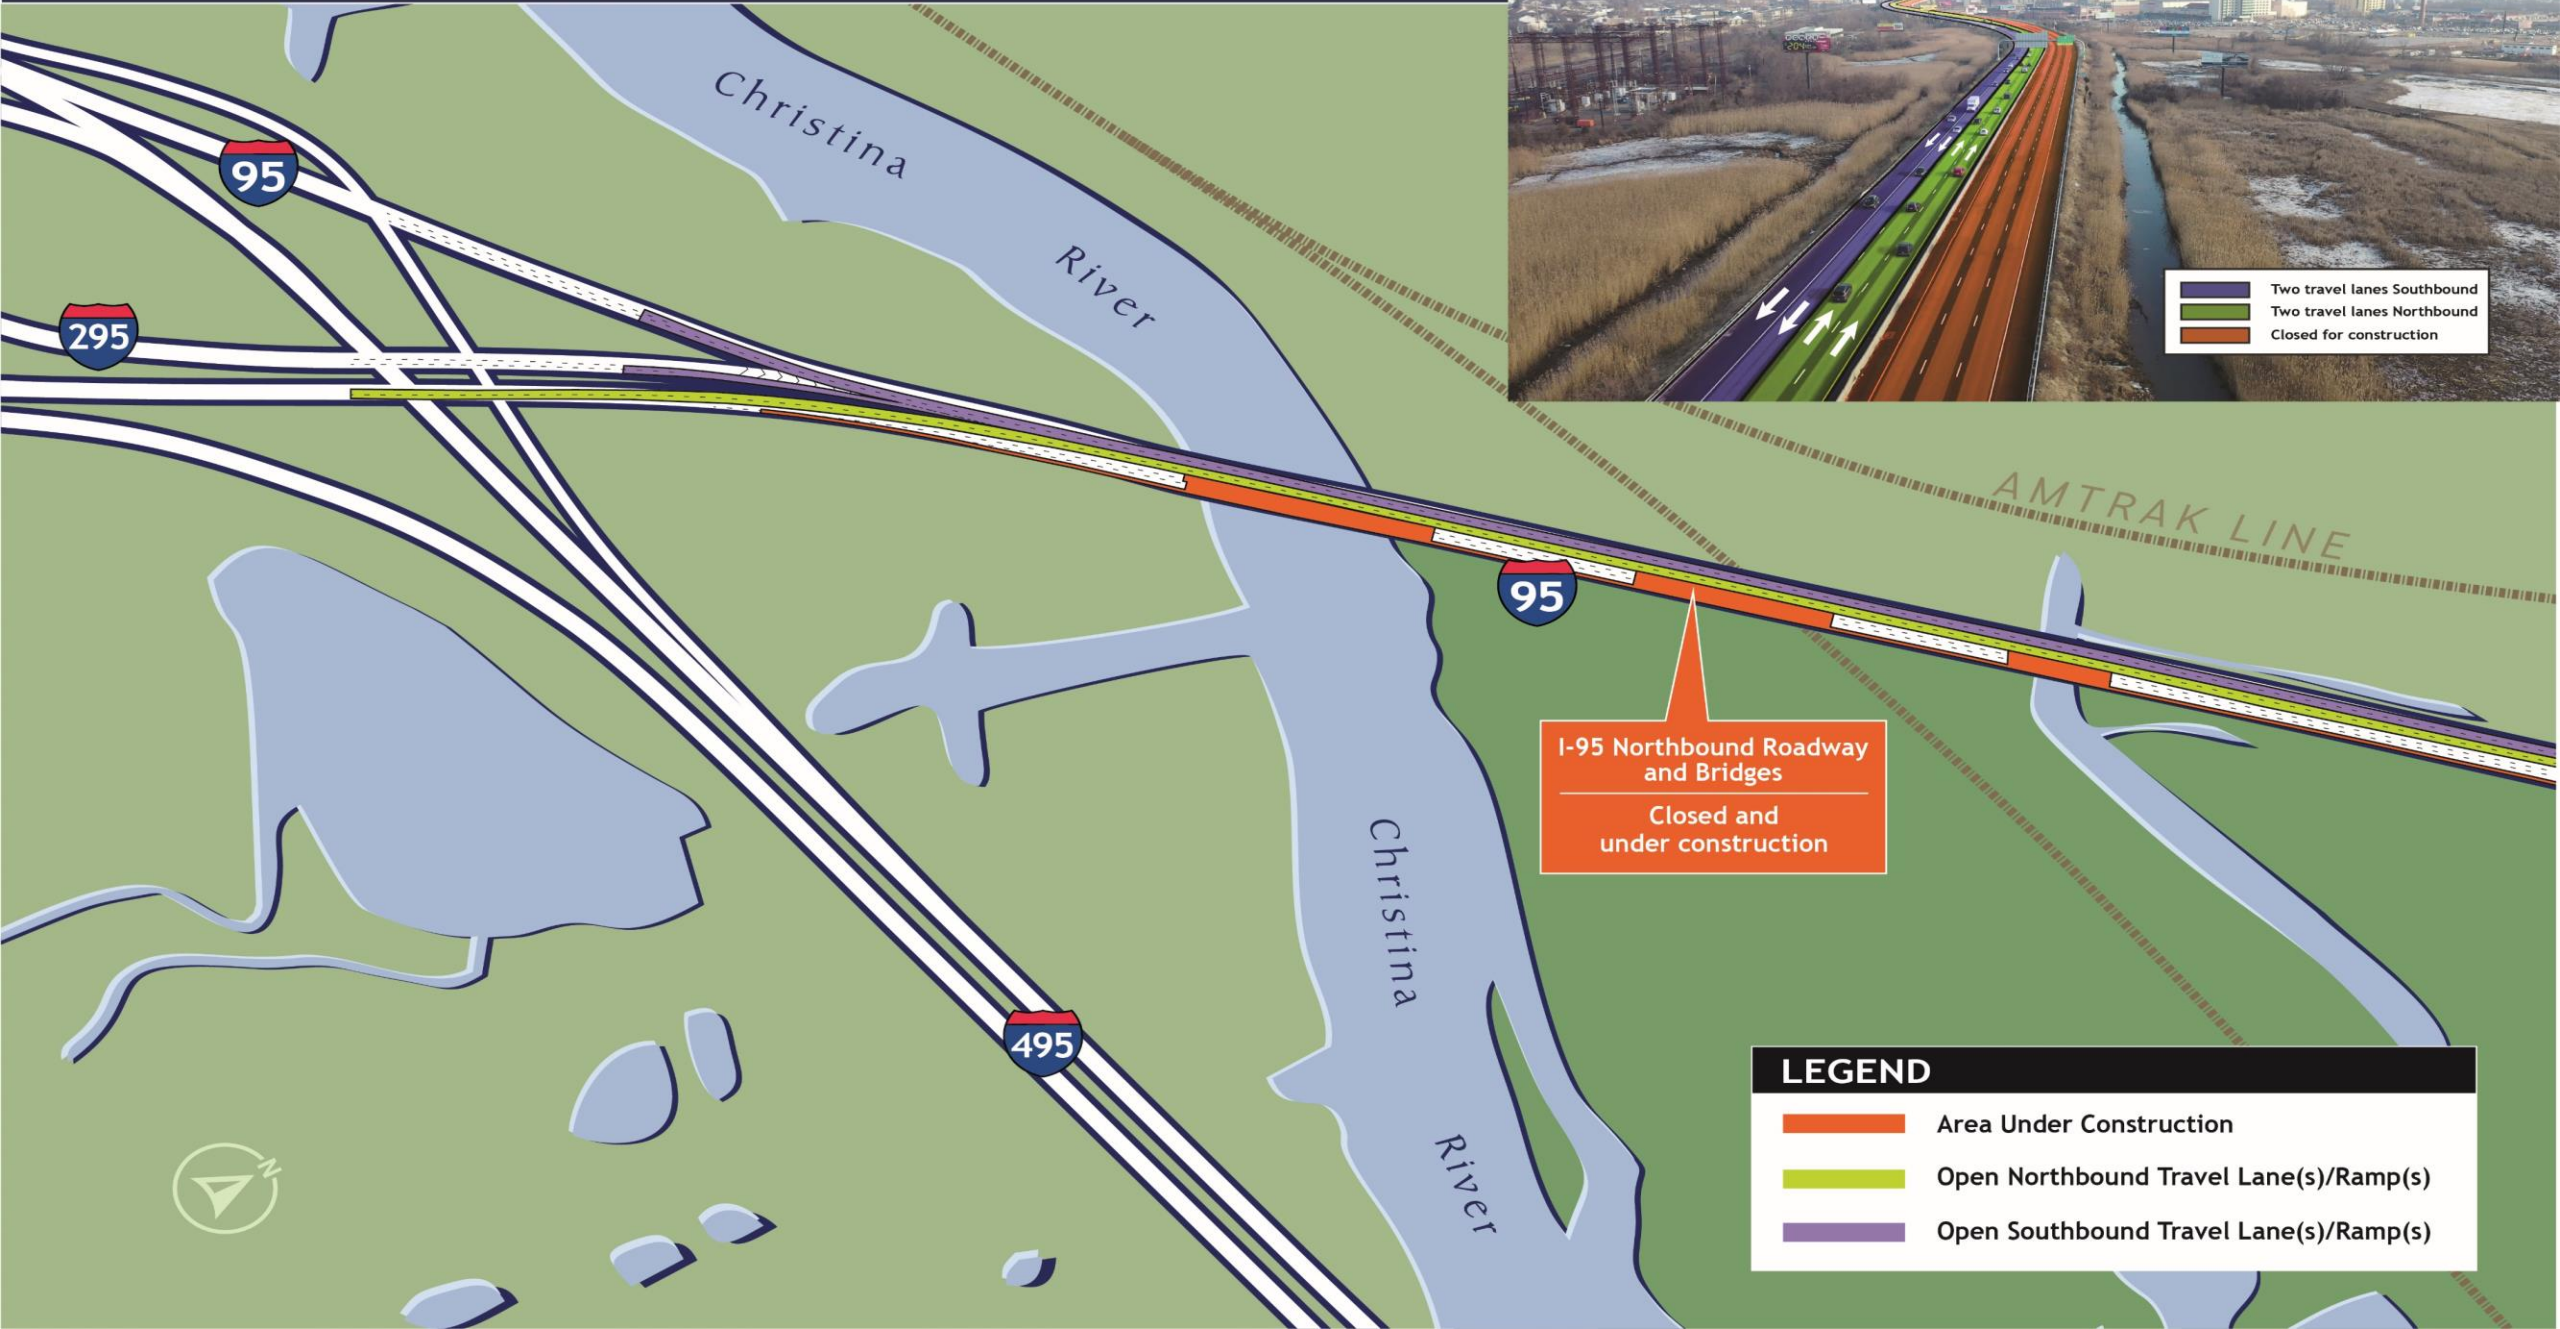 Christina
River
95
295
Two travel lanes Southbound
Two travel lanes Northbound
Closed for construction
AMTRAK LINE
95
I-95 Northbound Roadway
and Bridges
Closed and
under construction
Christina
River
495
N
LEGEND
Area Under Construction
Open Northbound Travel Lane(s)/Ramp(s)
Open Southbound Travel Lane(s)/Ramp(s)